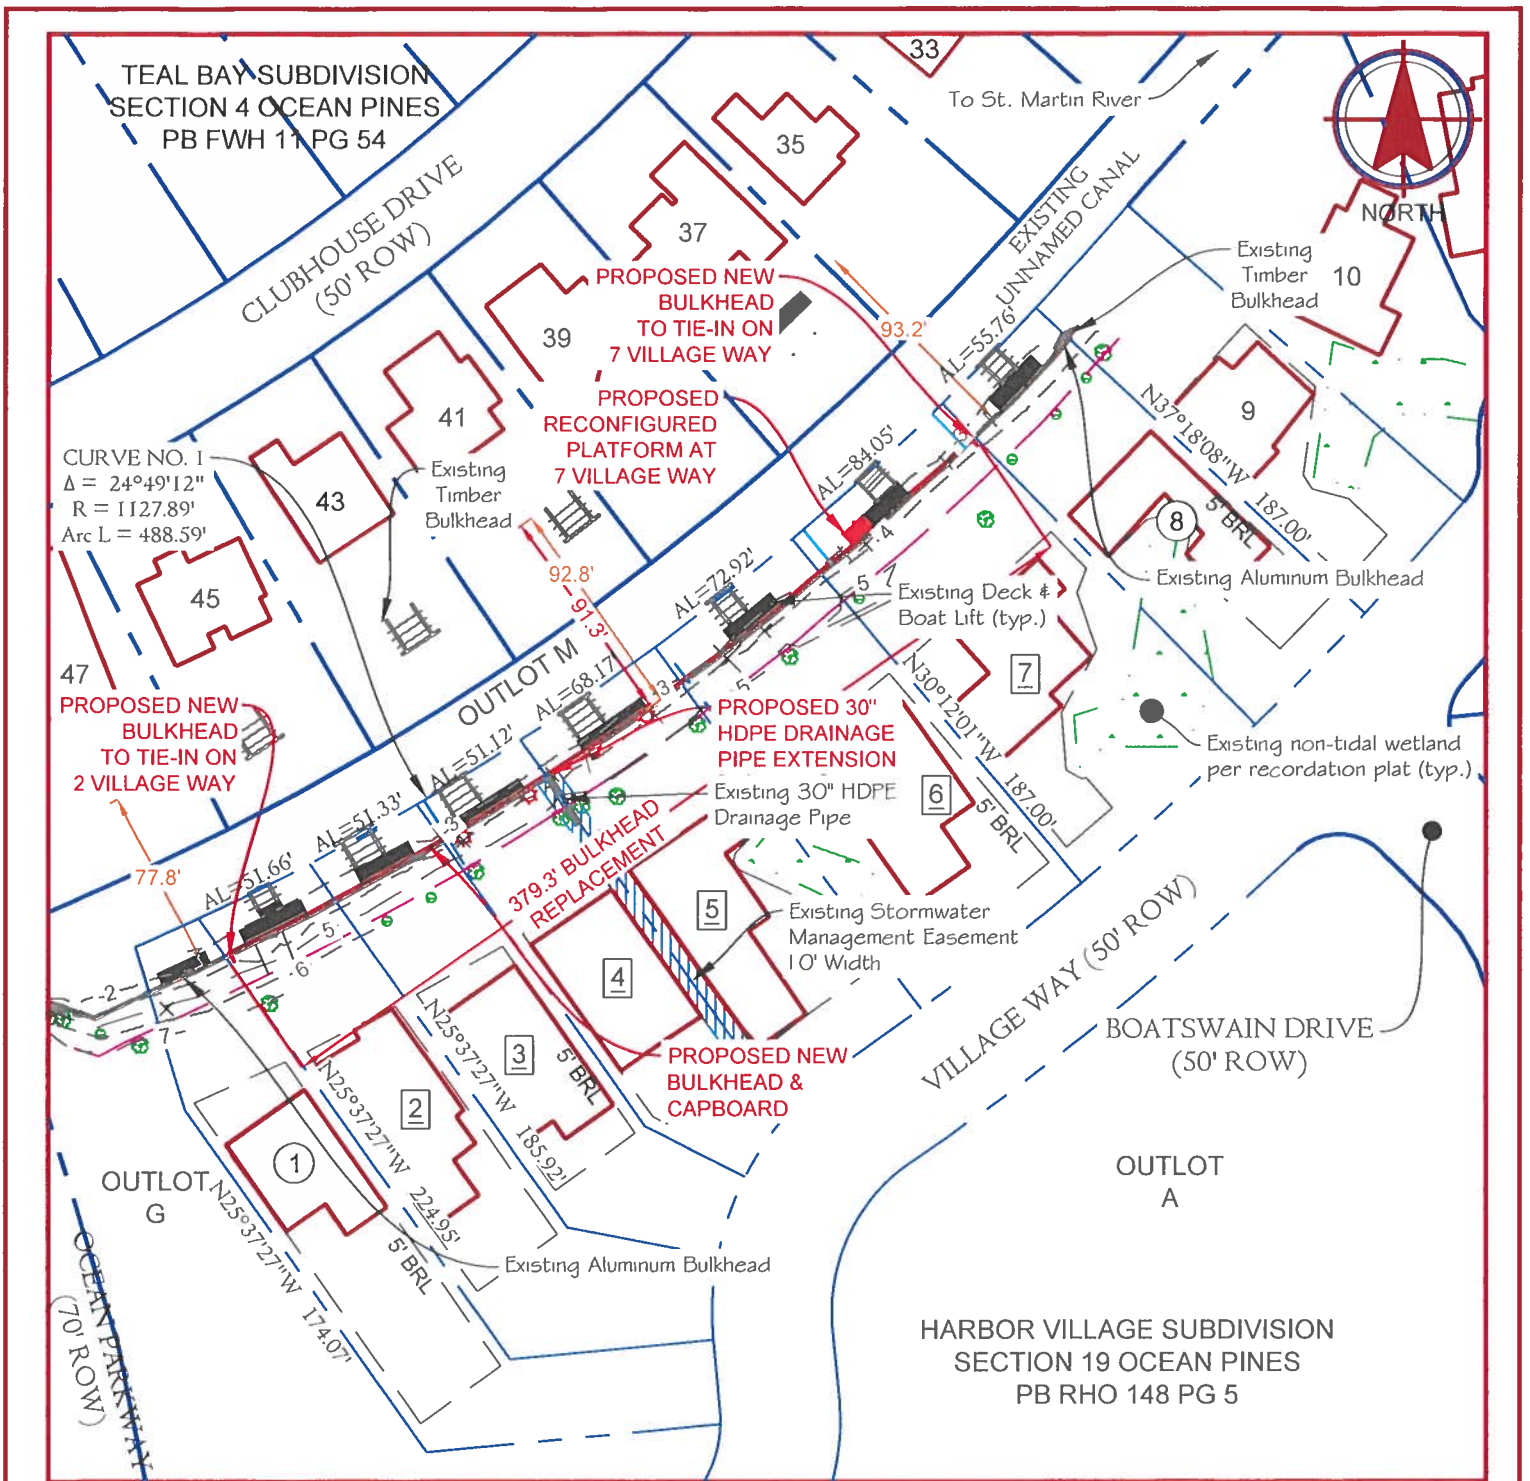 TEAL BAY SUBDIVISION
SECTION 4 OCEAN PINES
PB FWH 11 PG 54
33
To St. Martin River
NORTH
35
CLUBHOUSE DRIVE
(50' ROW)
37
EXISTING
UNNAMED CANAL
Existing
Timber
Bulkhead
10
PROPOSED NEW
BULKHEAD
TO TIE-IN ON
7 VILLAGE WAY
39
93.2'
AL=55.76'
9
N37°18'08"W 187.00'
5' BRL
PROPOSED
RECONFIGURED
PLATFORM AT
7 VILLAGE WAY
41
AL=84.05'
CURVE NO. 1
Δ = 24°49'12"
R = 1127.89'
Arc L = 488.59'
43
Existing
Timber
Bulkhead
3
8
4
Existing Aluminum Bulkhead
45
92.8'
91.3'
AL=72.92'
5
Existing Deck &
Boat Lift (typ.)
47
OUTLOT M
7
N30°12'01"W 187.00'
5' BRL
PROPOSED NEW
BULKHEAD
TO TIE-IN ON
2 VILLAGE WAY
AL=68.17'
3
5
PROPOSED 30"
HDPE DRAINAGE
PIPE EXTENSION
Existing non-tidal wetland
per recordation plat (typ.)
AL=51.12'
Existing 30" HDPE
Drainage Pipe
6
AL=51.33'
3
77.8'
379.3' BULKHEAD
REPLACEMENT
AL=51.66'
5
6
5
Existing Stormwater
Management Easement
10' Width
4
VILLAGE WAY (50' ROW)
2
7
BOATSWAIN DRIVE
(50' ROW)
3
N25°37'27"W 185.92'
5' BRL
PROPOSED NEW
BULKHEAD &
CAPBOARD
2
N25°37'27"W 224.95'
5' BRL
1
OUTLOT
G
N25°37'27"W 174.07'
OUTLOT
A
Existing Aluminum Bulkhead
OCEAN PARKWAY
(70' ROW)
HARBOR VILLAGE SUBDIVISION
SECTION 19 OCEAN PINES
PB RHO 148 PG 5